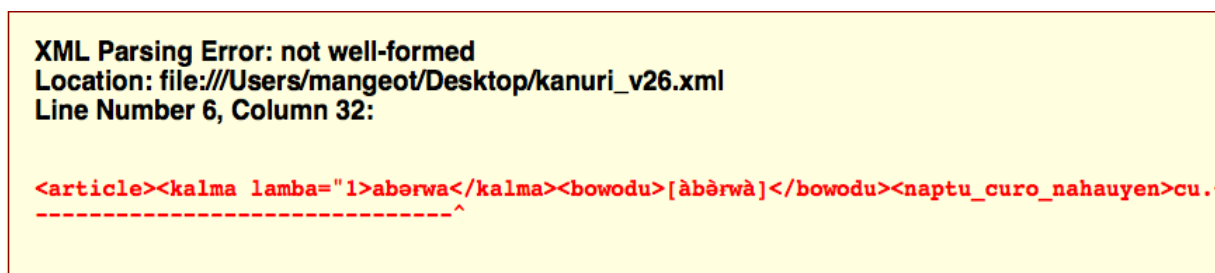 XML Parsing Error: not well-formed
Location: file:///Users/mangeot/Desktop/kanuri_v26.xml
Line Number 6, Column 32:
<article><kalma lamba="1>abərwa</kalma><bowodu>[àbə̀rwà]</bowodu><naptu_curo_nahauyen>cu.
-------------------------------^